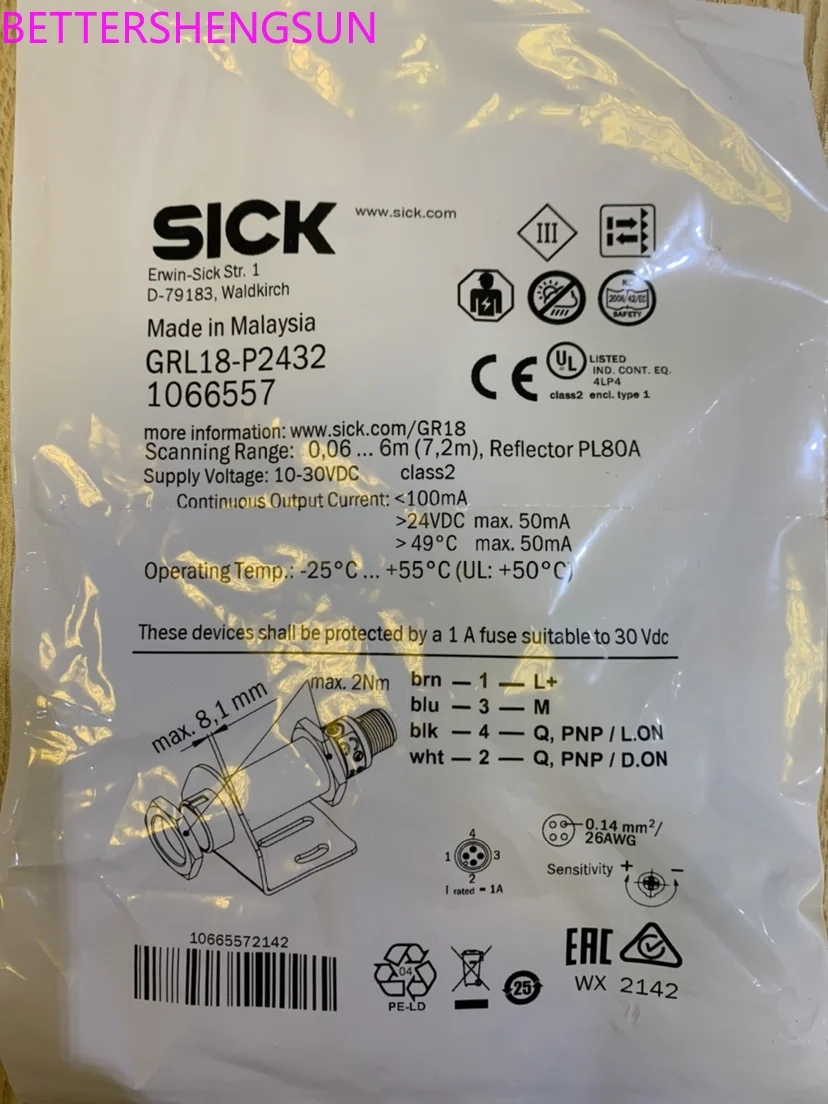 BETTERSHENGSUN
SICK
www.sick.com
III
Erwin-Sick Str. 1
D-79183, Waldkirch
2006/42/EC
SAFETY
Made in Malaysia
GRL18-P2432
1066557
CE
UL
LISTED
IND. CONT. EQ.
4LP4
class2 encl. type 1
more information: www.sick.com/GR18
Scanning Range: 0,06 ... 6m (7,2m), Reflector PL80A
Supply Voltage: 10-30VDC class2
Continuous Output Current: <100mA
>24VDC max. 50mA
>49°C max. 50mA
Operating Temp.: -25°C ... +55°C (UL: +50°C)
These devices shall be protected by a 1 A fuse suitable to 30 Vdc
max. 8,1 mm
max. 2Nm
brn — 1 — L+
blu — 3 — M
blk — 4 — Q, PNP / L.ON
wht — 2 — Q, PNP / D.ON
0.14 mm²/
26AWG
4
1 3
2
I rated = 1A
Sensitivity + -
10665572142
04
PE-LD
25
EAC
WX 2142